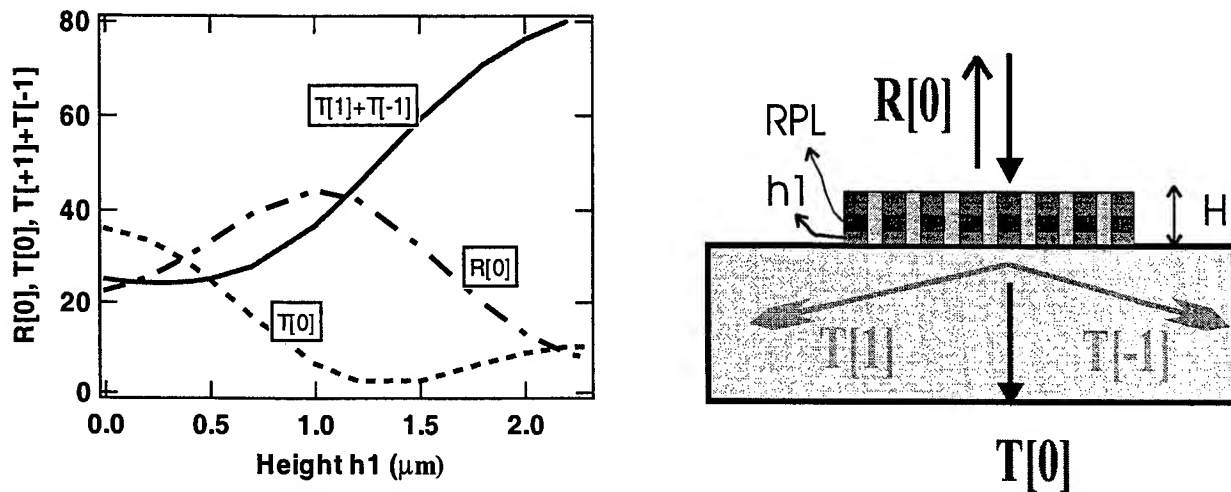 R[0], T[0], T[+1]+T[-1]
80
60
40
20
0
T[1]+T[-1]
R[0]
T[0]
0.0 0.5 1.0 1.5 2.0
Height h1 (μm)
R[0]
RPL
h1
H
T[1]
T[-1]
T[0]